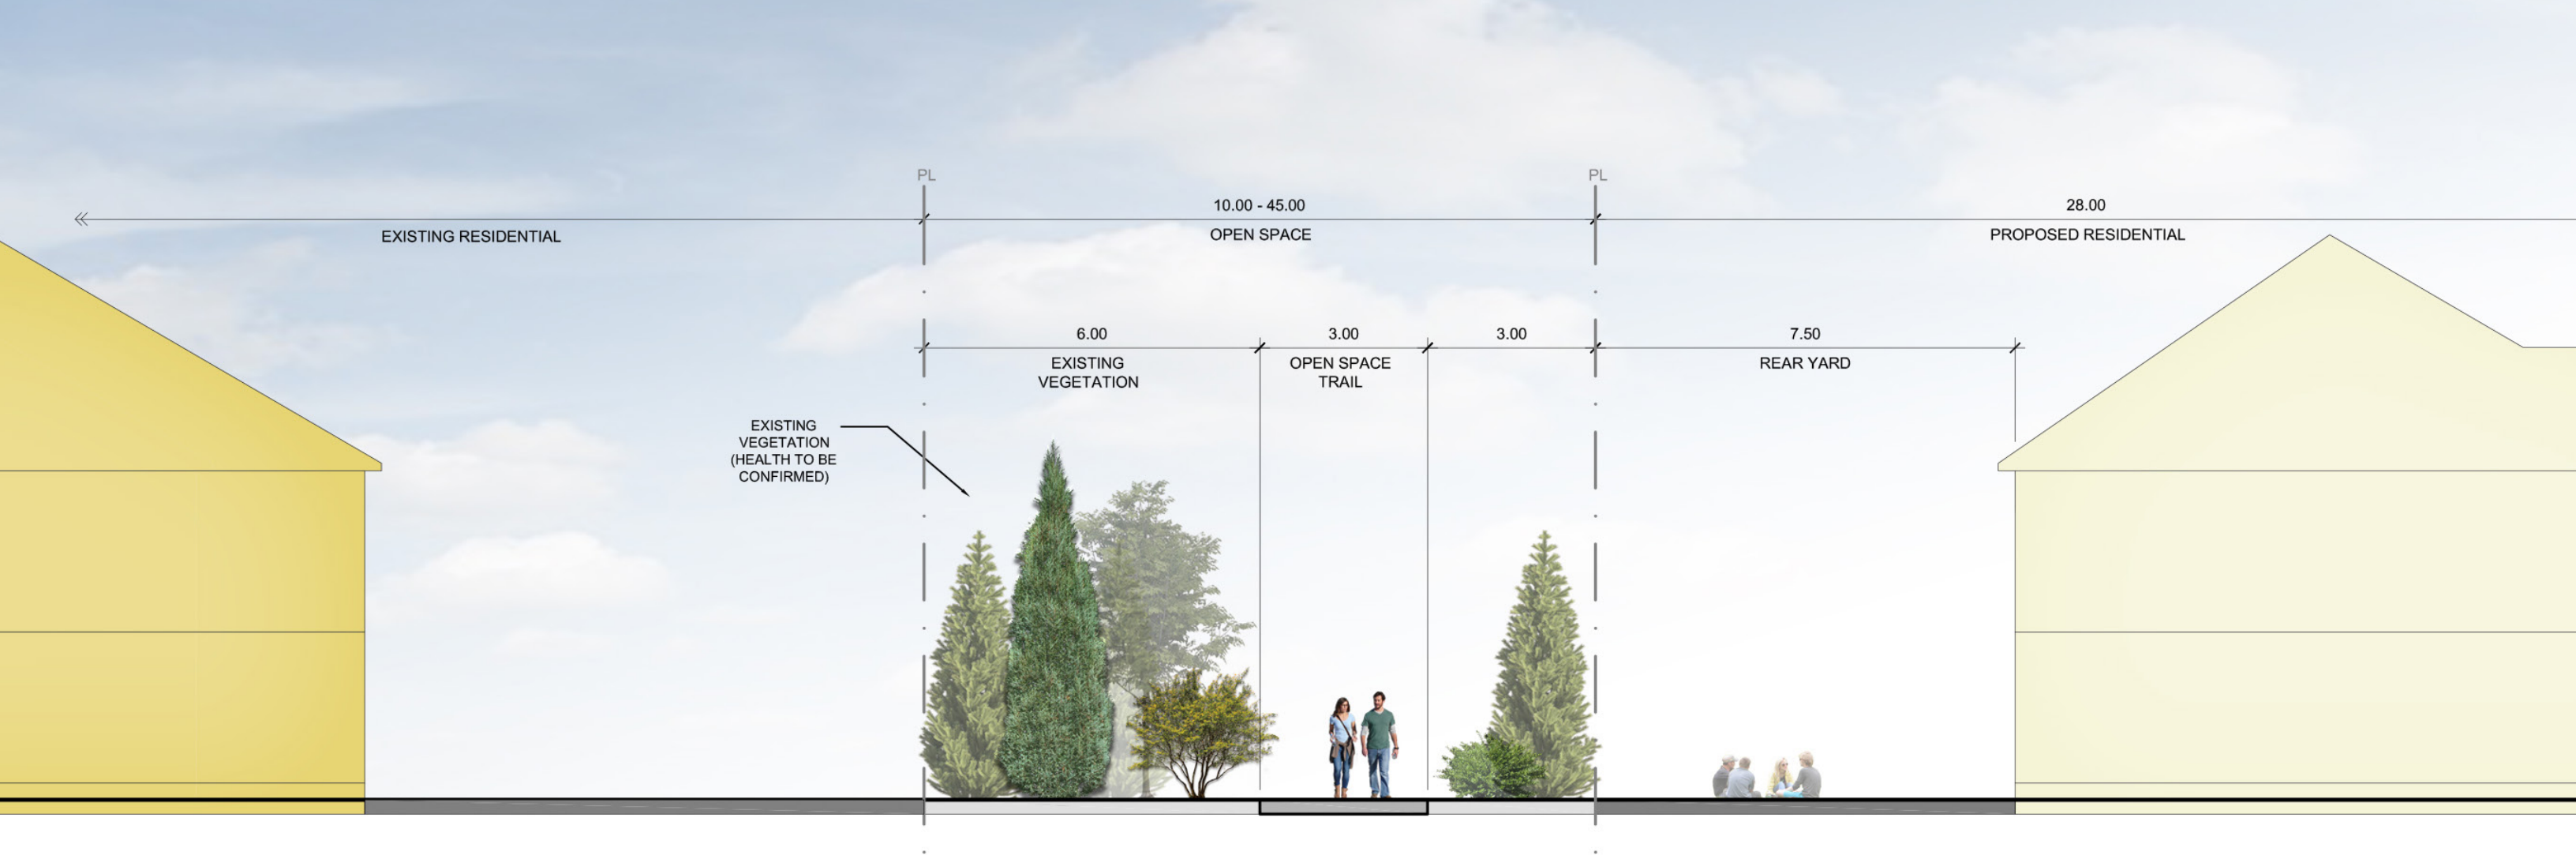 PL
PL
10.00 - 45.00
28.00
EXISTING RESIDENTIAL
OPEN SPACE
PROPOSED RESIDENTIAL
6.00
3.00
3.00
7.50
EXISTING
VEGETATION
OPEN SPACE
TRAIL
REAR YARD
EXISTING
VEGETATION
(HEALTH TO BE
CONFIRMED)